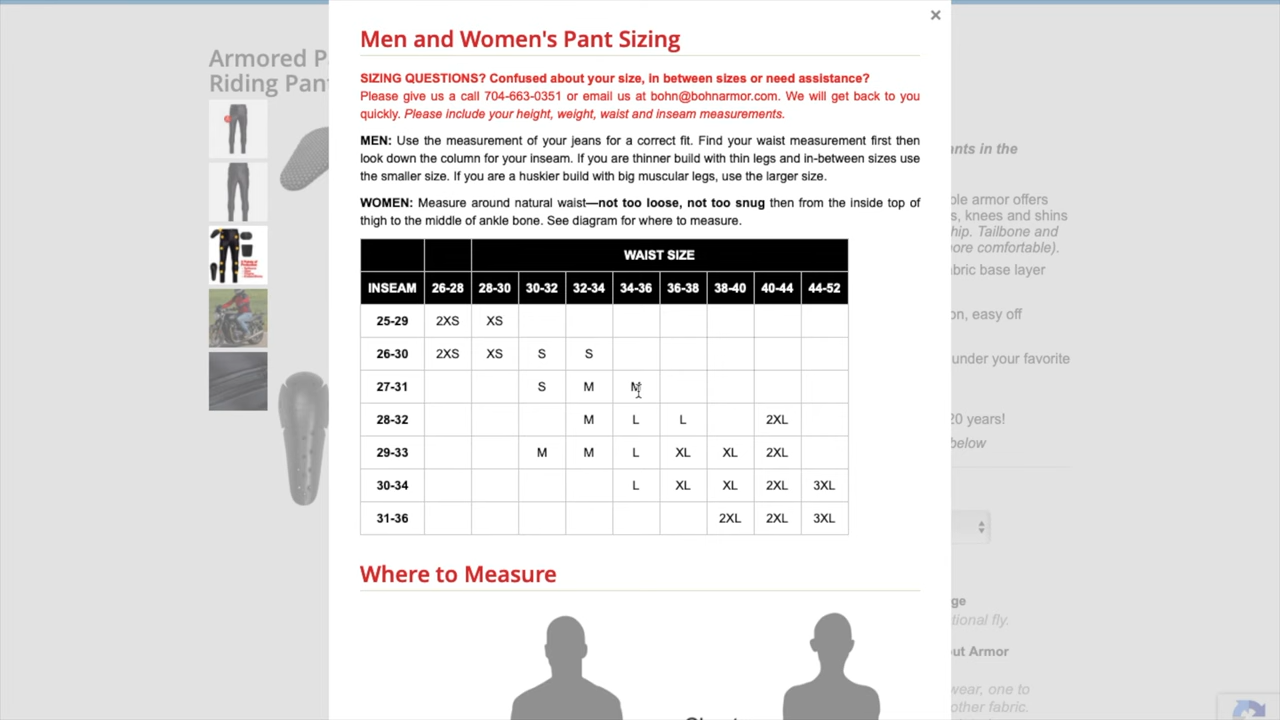 Men and Women's Pant Sizing
SIZING QUESTIONS? Confused about your size, in between sizes or need assistance?
Please give us a call 704-663-0351 or email us at bohn@bohnarmor.com. We will get back to you
quickly. Please include your height, weight, waist and inseam measurements.
MEN: Use the measurement of your jeans for a correct fit. Find your waist measurement first then
look down the column for your inseam. If you are thinner build with thin legs and in-between sizes use
the smaller size. If you are a huskier build with big muscular legs, use the larger size.
WOMEN: Measure around natural waist—not too loose, not too snug then from the inside top of
thigh to the middle of ankle bone. See diagram for where to measure.
WAIST SIZE
INSEAM 26-28 28-30 30-32 32-34 34-36 36-38 38-40 40-44 44-52
25-29 2XS XS
26-30 2XS XS S S
27-31 S M M
28-32 M L L 2XL
29-33 M M L XL XL 2XL
30-34 L XL XL 2XL 3XL
31-36 2XL 2XL 3XL
Where to Measure
Armored P
Riding Pant
ants in the
ble armor offers
s, knees and shins
hip. Tailbone and
ore comfortable).
bric base layer
on, easy off
under your favorite
20 years!
below
ge
tional fly.
out Armor
wear, one to
other fabric.